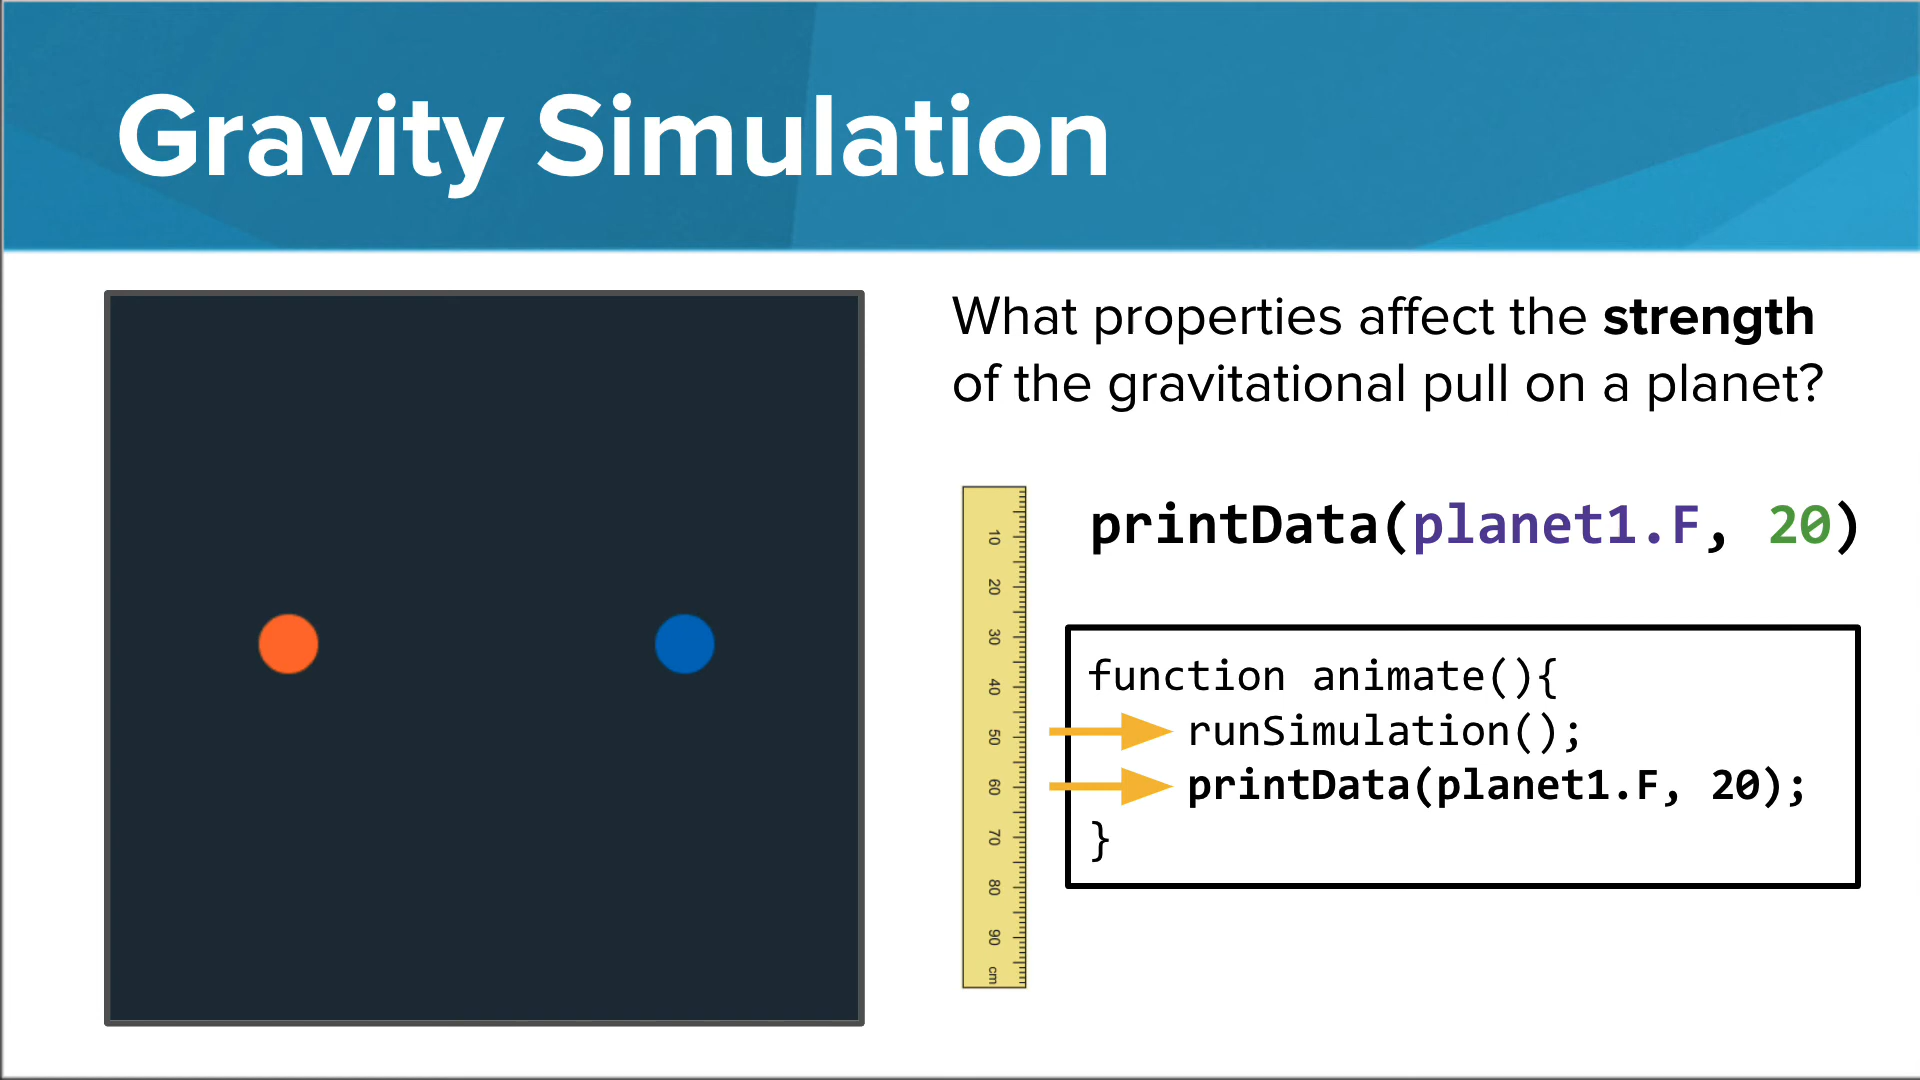 Gravity Simulation
What properties affect the strength
of the gravitational pull on a planet?
printData(planet1.F, 20)
10
20
30
40
50
60
70
80
90
cm
function animate(){
runSimulation();
printData(planet1.F, 20);
}